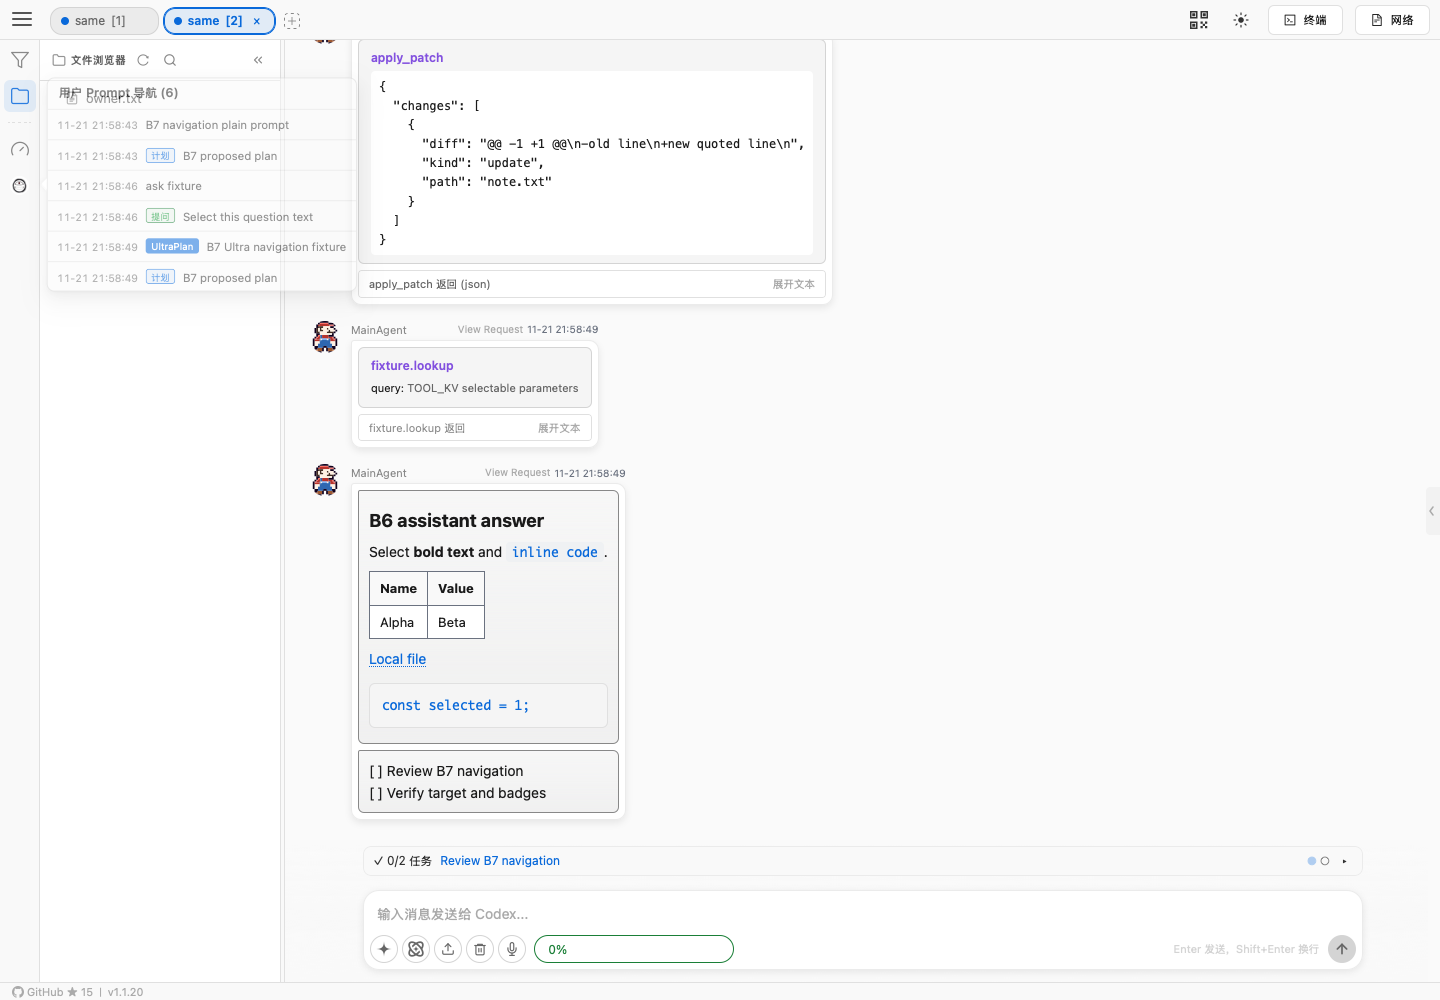 same [1]
same [2] ×
终端
网络
文件浏览器
owner.txt
用户 Prompt 导航 (6)
11-21 21:58:43 B7 navigation plain prompt
11-21 21:58:43 计划 B7 proposed plan
11-21 21:58:46 ask fixture
11-21 21:58:46 提问 Select this question text
11-21 21:58:49 UltraPlan B7 Ultra navigation fixture
11-21 21:58:49 计划 B7 proposed plan
apply_patch
{
"changes": [
{
"diff": "@@ -1 +1 @@\n-old line\n+new quoted line\n",
"kind": "update",
"path": "note.txt"
}
]
}
apply_patch 返回 (json) 展开文本
MainAgent View Request 11-21 21:58:49
fixture.lookup
query: TOOL_KV selectable parameters
fixture.lookup 返回 展开文本
MainAgent View Request 11-21 21:58:49
B6 assistant answer
Select bold text and inline code.
Name Value
Alpha Beta
Local file
const selected = 1;
[ ] Review B7 navigation
[ ] Verify target and badges
✓ 0/2 任务 Review B7 navigation
输入消息发送给 Codex...
0%
Enter 发送，Shift+Enter 换行
GitHub ★ 15 | v1.1.20